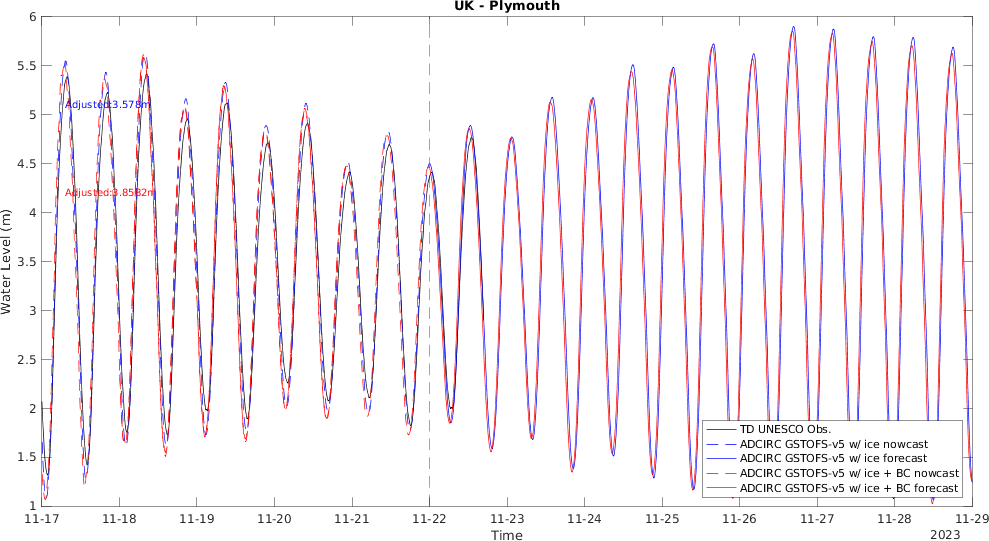 UK - Plymouth
6
5.5
5
4.5
4
3.5
3
2.5
2
1.5
1
Water Level (m)
Adjusted:3.578m
Adjusted:3.8582m
TD UNESCO Obs.
ADCIRC GSTOFS-v5 w/ ice nowcast
ADCIRC GSTOFS-v5 w/ ice forecast
ADCIRC GSTOFS-v5 w/ ice + BC nowcast
ADCIRC GSTOFS-v5 w/ ice + BC forecast
11-17 11-18 11-19 11-20 11-21 11-22 11-23 11-24 11-25 11-26 11-27 11-28 11-29
Time
2023